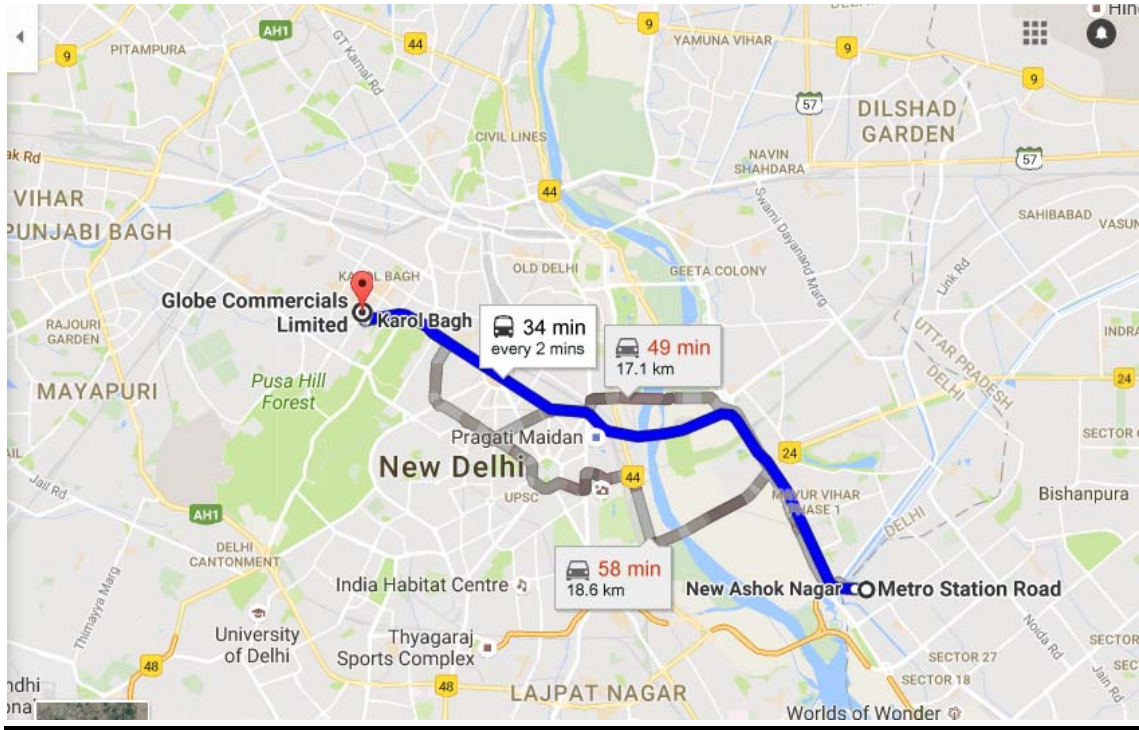 Hin
DELHI
AH1
44
9
YAMUNA VIHAR
9
PITAMPURA
9
GT Kamal Rd
9
57
DILSHAD
GARDEN
CIVIL LINES
ak Rd
NAVIN
SHAHDARA
57
VIHAR
44
Swami Dayanand Marg
SAHIBABAD
VASUN
PUNJABI BAGH
KAROL BAGH
OLD DELHI
GEETA COLONY
Link Rd
Globe Commercials
Limited
Karol Bagh
34 min
every 2 mins
49 min
17.1 km
RAJOURI
GARDEN
UTTAR PRADESH
DELHI
INDRA
MAYAPURI
Pusa Hill
Forest
24
Pragati Maidan
SECTOR
24
New Delhi
44
UPSC
Jail Rd
MAYUR VIHAR
PHASE 1
Bishanpura
AH1
DELHI
DELHI
CANTONMENT
58 min
18.6 km
India Habitat Centre
New Ashok Nagar
Metro Station Road
Thimayya Marg
University
of Delhi
Thyagaraj
Sports Complex
Noida Rd
SECTOR
SECTOR 27
SEC
48
SECTOR 18
Jain Rd
ndhi
48
LAJPAT NAGAR
Worlds of Wonder